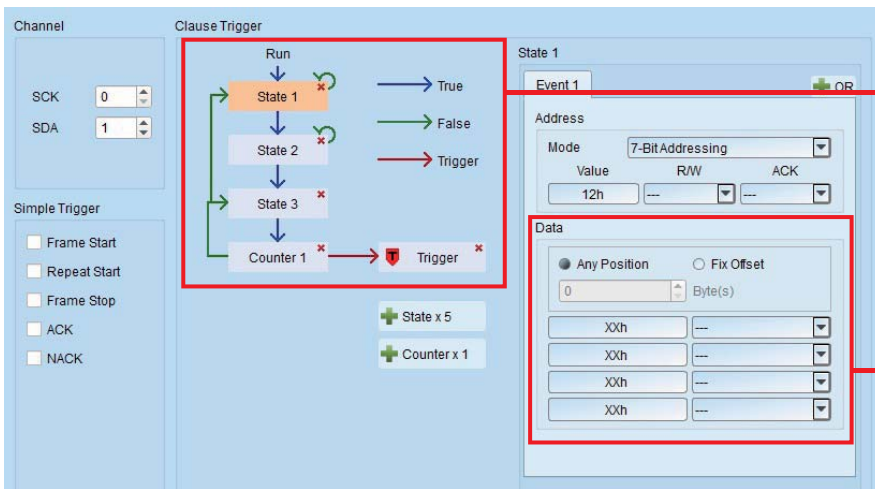 Channel
SCK 0
SDA 1
Simple Trigger
Frame Start
Repeat Start
Frame Stop
ACK
NACK
Clause Trigger
Run
State 1
State 2
State 3
Counter 1
T Trigger
True
False
Trigger
State x 5
Counter x 1
State 1
Event 1
OR
Address
Mode 7-Bit Addressing
Value R/W ACK
12h --- ---
Data
Any Position Fix Offset
0 Byte(s)
XXh ---
XXh ---
XXh ---
XXh ---